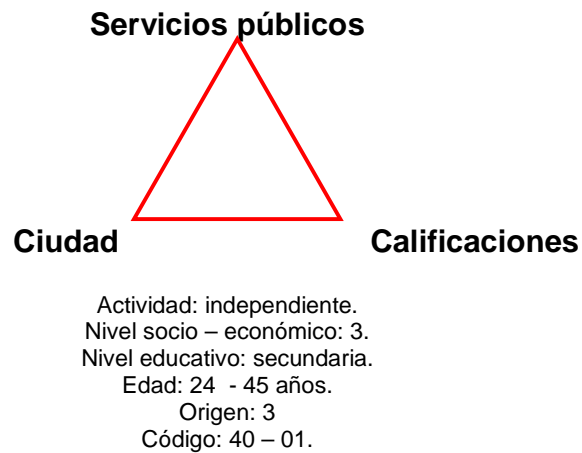 Servicios públicos
Ciudad
Calificaciones
Actividad: independiente.
Nivel socio – económico: 3.
Nivel educativo: secundaria.
Edad: 24  - 45 años.
Origen: 3
Código: 40 – 01.